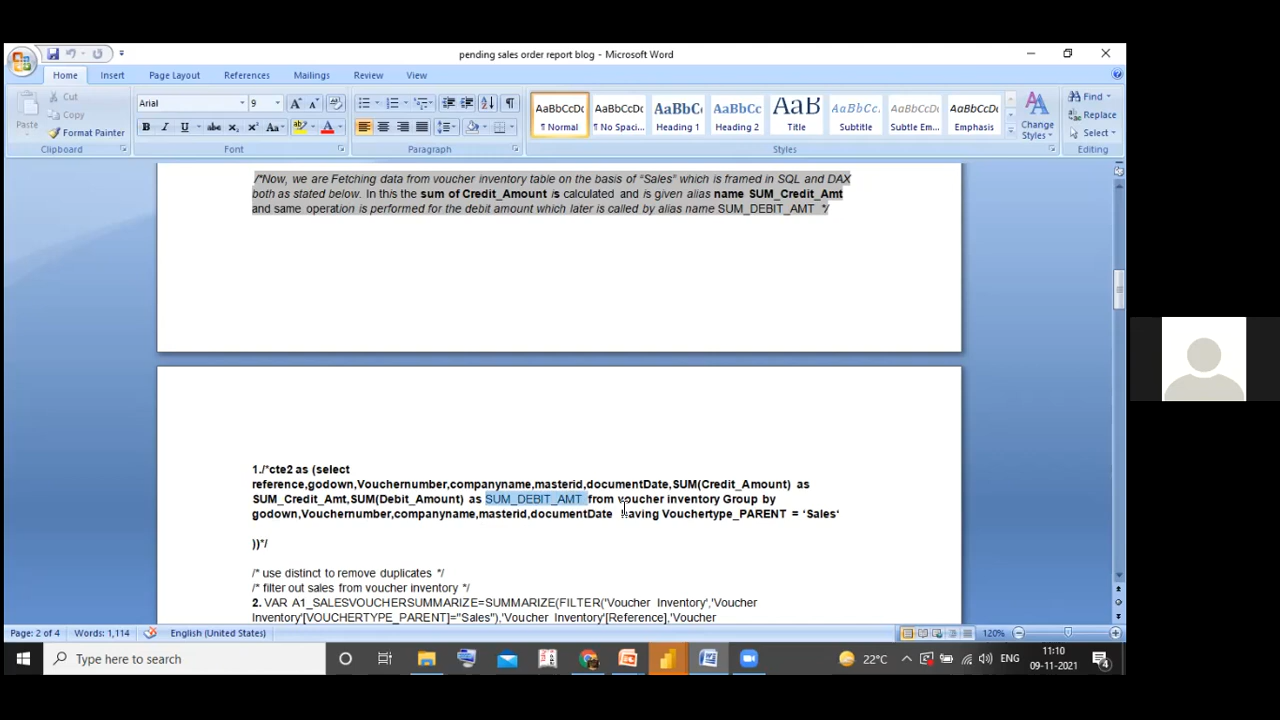 pending sales order report blog - Microsoft Word
Home Insert Page Layout References Mailings Review View
Paste
Cut
Copy
Format Painter
Clipboard
Arial 9
B I U abc x₂ x² Aa
Font
Paragraph
AaBbCcDc AaBbCcDc AaBbC AaBbCc AaB AaBbCc. AaBbCcDc AaBbCcDc
¶ Normal ¶ No Spaci... Heading 1 Heading 2 Title Subtitle Subtle Em... Emphasis
Change Styles
Styles
Find
Replace
Select
Editing
/*Now, we are Fetching data from voucher inventory table on the basis of “Sales” which is framed in SQL and DAX
both as stated below. In this the sum of Credit_Amount is calculated and is given alias name SUM_Credit_Amt
and same operation is performed for the debit amount which later is called by alias name SUM_DEBIT_AMT */
1./*cte2 as (select
reference,godown,Vouchernumber,companyname,masterid,documentDate,SUM(Credit_Amount) as
SUM_Credit_Amt,SUM(Debit_Amount) as SUM_DEBIT_AMT from voucher inventory Group by
godown,Vouchernumber,companyname,masterid,documentDate having Vouchertype_PARENT = ‘Sales‘
))*/
/* use distinct to remove duplicates */
/* filter out sales from voucher inventory */
2. VAR A1_SALESVOUCHERSUMMARIZE=SUMMARIZE(FILTER('Voucher Inventory','Voucher
Inventory'[VOUCHERTYPE_PARENT]="Sales"),'Voucher Inventory'[Reference],'Voucher
Page: 2 of 4 Words: 1,114 English (United States) 120%
Type here to search
22°C ENG
11:10
09-11-2021
4